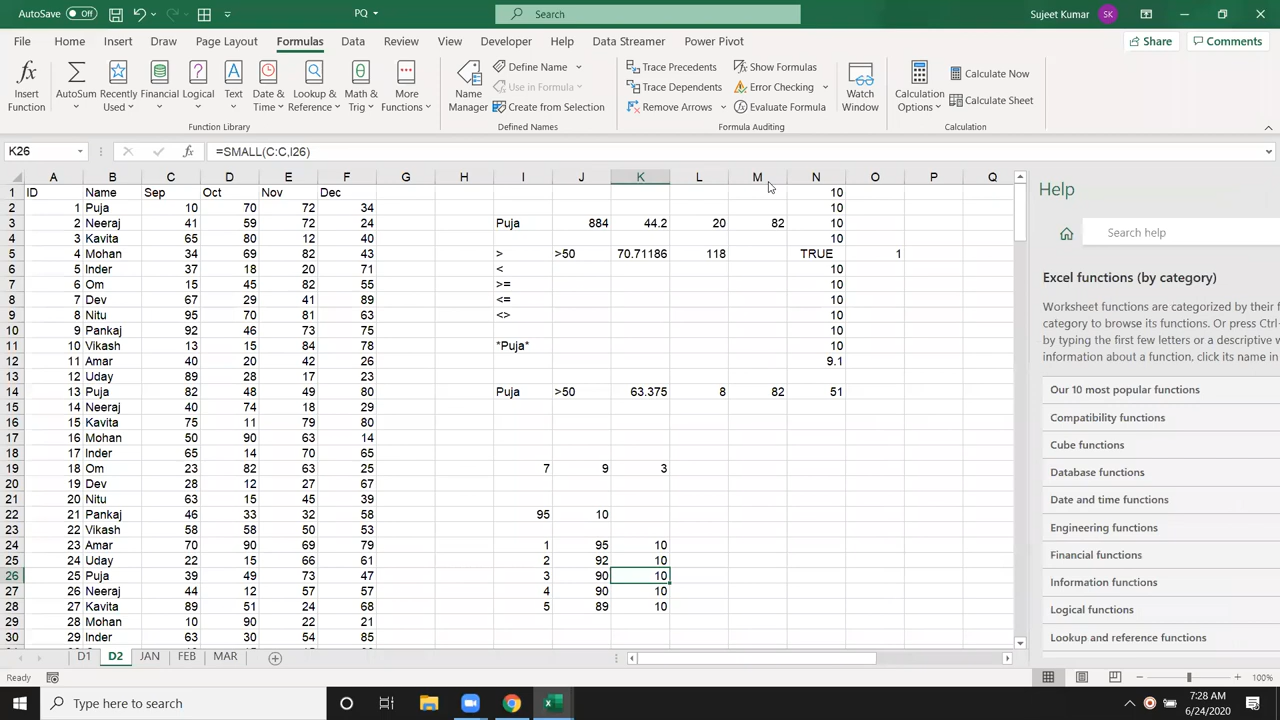 AutoSave Off PQ Search Sujeet Kumar SK
File Home Insert Draw Page Layout Formulas Data Review View Developer Help Data Streamer Power Pivot Share Comments
Insert Function
AutoSum
Recently Used
Financial
Logical
Text
Date & Time
Lookup & Reference
Math & Trig
More Functions
Function Library
Name Manager
Define Name
Use in Formula
Create from Selection
Defined Names
Trace Precedents
Trace Dependents
Remove Arrows
Show Formulas
Error Checking
Evaluate Formula
Watch Window
Formula Auditing
Calculation Options
Calculate Now
Calculate Sheet
Calculation
K26 fx =SMALL(C:C,I26)
A B C D E F G H I J K L M N O P Q
1 ID Name Sep Oct Nov Dec 10
2 1 Puja 10 70 72 34 10
3 2 Neeraj 41 59 72 24 Puja 884 44.2 20 82 10
4 3 Kavita 65 80 12 40 10
5 4 Mohan 34 69 82 43 > >50 70.71186 118 TRUE 1
6 5 Inder 37 18 20 71 < 10
7 6 Om 15 45 82 55 >= 10
8 7 Dev 67 29 41 89 <= 10
9 8 Nitu 95 70 81 63 <> 10
10 9 Pankaj 92 46 73 75 10
11 10 Vikash 13 15 84 78 *Puja* 10
12 11 Amar 40 20 42 26 9.1
13 12 Uday 89 28 17 23
14 13 Puja 82 48 49 80 Puja >50 63.375 8 82 51
15 14 Neeraj 40 74 18 29
16 15 Kavita 75 11 79 80
17 16 Mohan 50 90 63 14
18 17 Inder 65 14 70 65
19 18 Om 23 82 63 25 7 9 3
20 19 Dev 28 12 27 67
21 20 Nitu 63 15 45 39
22 21 Pankaj 46 33 32 58 95 10
23 22 Vikash 58 58 50 53
24 23 Amar 70 90 69 79 1 95 10
25 24 Uday 22 15 66 61 2 92 10
26 25 Puja 39 49 73 47 3 90 10
27 26 Neeraj 44 12 57 57 4 90 10
28 27 Kavita 89 51 24 68 5 89 10
29 28 Mohan 10 90 22 21
30 29 Inder 63 30 54 85
Help
Search help
Excel functions (by category)
Worksheet functions are categorized by their f
category to browse its functions. Or press Ctrl-
by typing the first few letters or a descriptive w
information about a function, click its name in
Our 10 most popular functions
Compatibility functions
Cube functions
Database functions
Date and time functions
Engineering functions
Financial functions
Information functions
Logical functions
Lookup and reference functions
D1 D2 JAN FEB MAR
Ready 100%
Type here to search
7:28 AM
6/24/2020